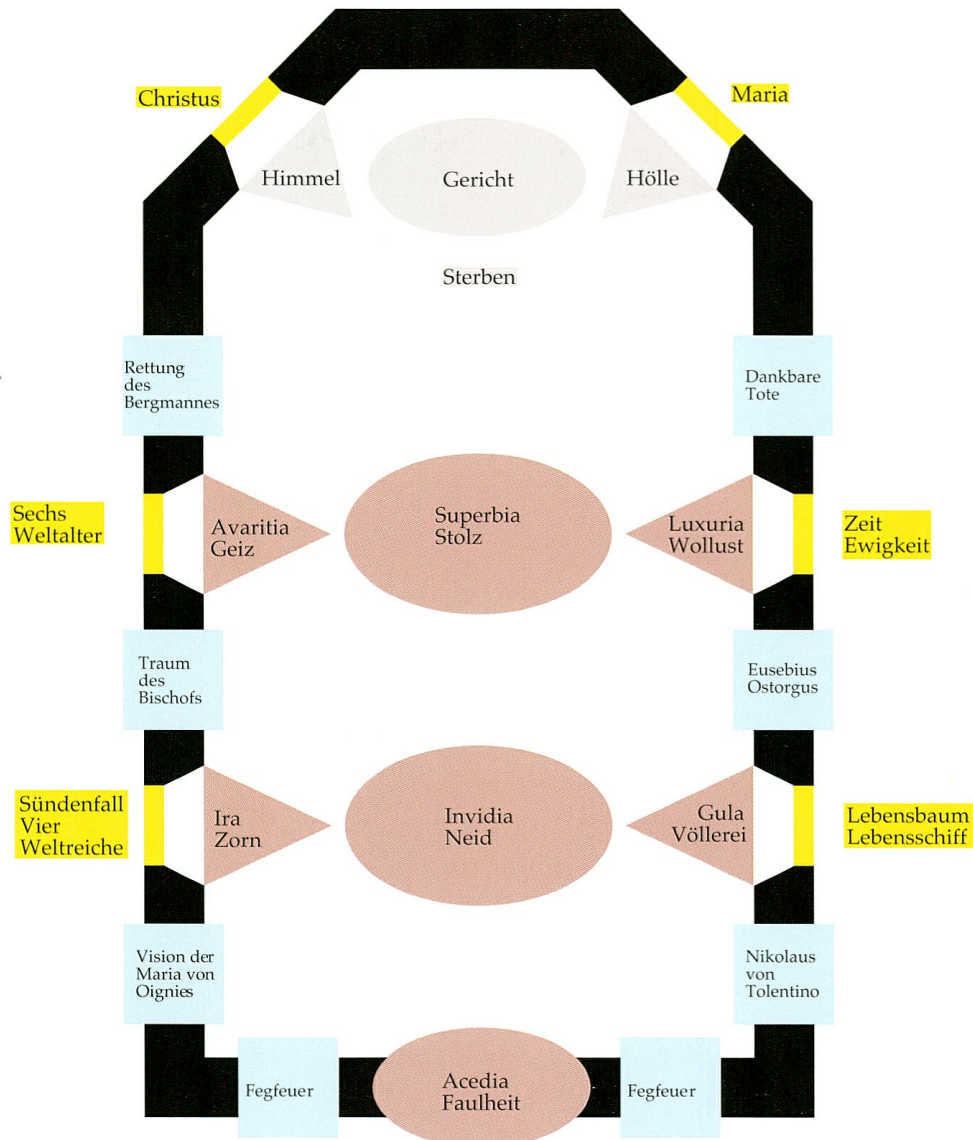 Christus
Maria
Himmel
Gericht
Hölle
Sterben
Rettung
des
Bergmannes
Dankbare
Tote
Sechs
Weltalter
Avaritia
Geiz
Superbia
Stolz
Luxuria
Wollust
Zeit
Ewigkeit
Traum
des
Bischofs
Eusebius
Ostorgus
Sündenfall
Vier
Weltreiche
Ira
Zorn
Invidia
Neid
Gula
Völlerei
Lebensbaum
Lebensschiff
Vision der
Maria von
Oignies
Nikolaus
von
Tolentino
Fegfeuer
Acedia
Faulheit
Fegfeuer